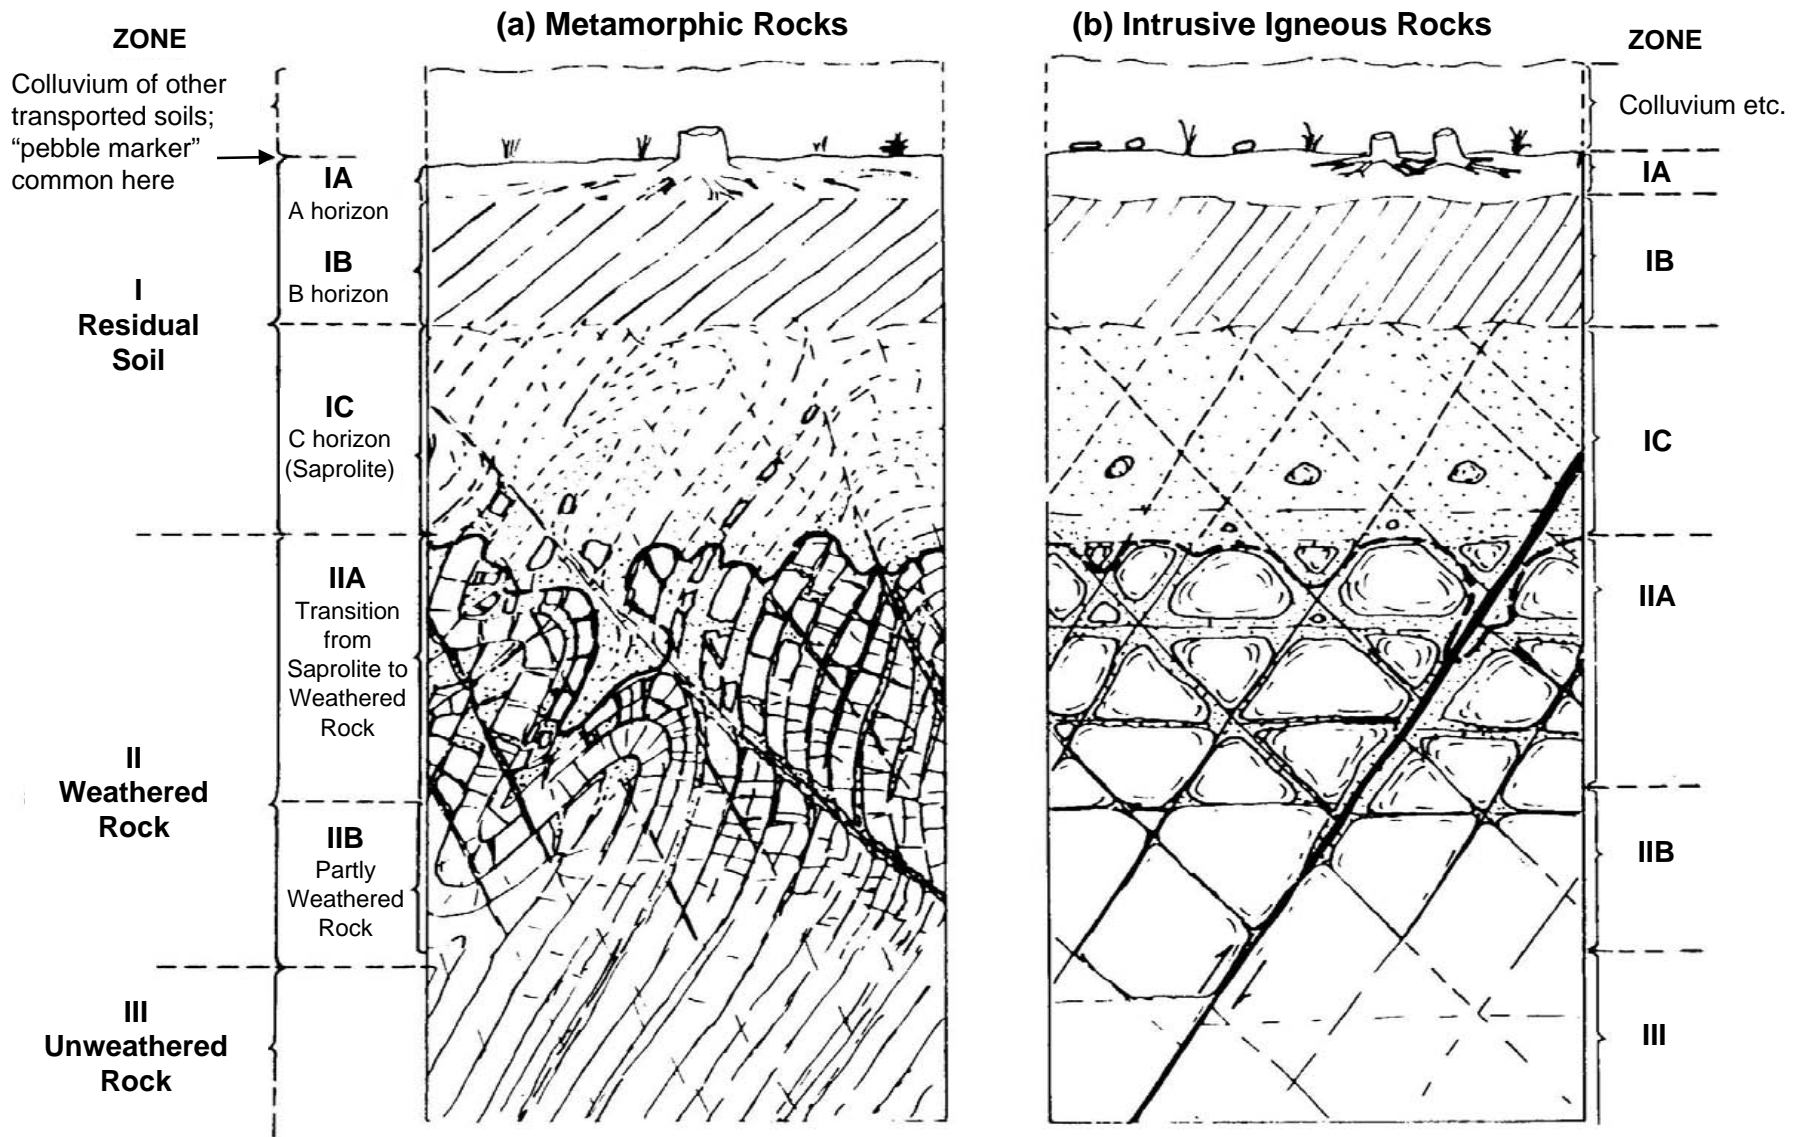 (a) Metamorphic Rocks
(b) Intrusive Igneous Rocks
ZONE
Colluvium of other
transported soils;
“pebble marker”
common here
I
Residual
Soil
II
Weathered
Rock
III
Unweathered
Rock
IA
A horizon
IB
B horizon
IC
C horizon
(Saprolite)
IIA
Transition
from
Saprolite to
Weathered
Rock
IIB
Partly
Weathered
Rock
ZONE
Colluvium etc.
IA
IB
IC
IIA
IIB
III